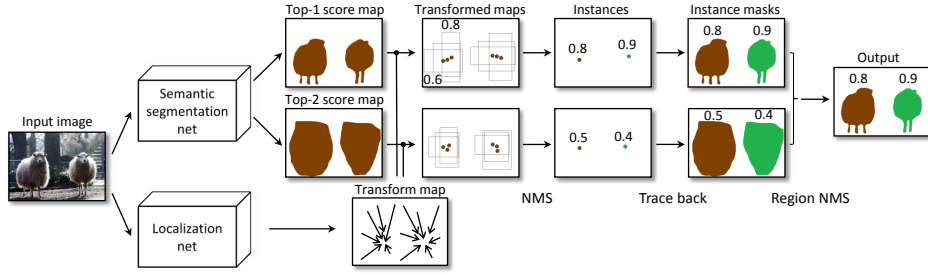 Top-1 score map
Transformed maps
Instances
Instance masks
0.8
0.6
0.8
0.9
0.8
0.9
Output
0.8
0.9
Semantic
segmentation
net
Input image
Top-2 score map
0.5
0.4
0.5
0.4
Transform map
NMS
Trace back
Region NMS
Localization
net